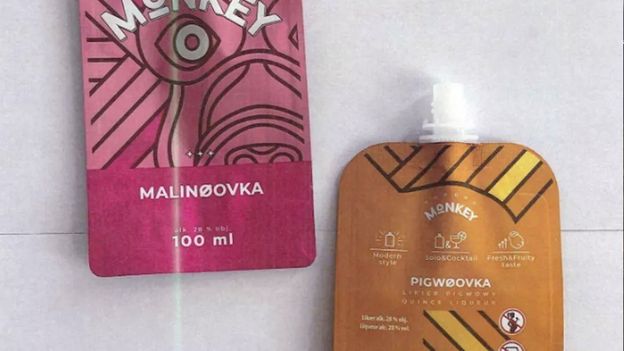 MONKEY
MALINØOVKA
alk. 28 % obj.
100 ml
MONKEY
Modern style
Solo&Cocktail
Fresh&Fruity taste
PIGWØOVKA
LIKIER PIGWOWY
QUINCE LIQUEUR
Likier alk. 28 % obj.
Liqueur alc. 28 % vol.